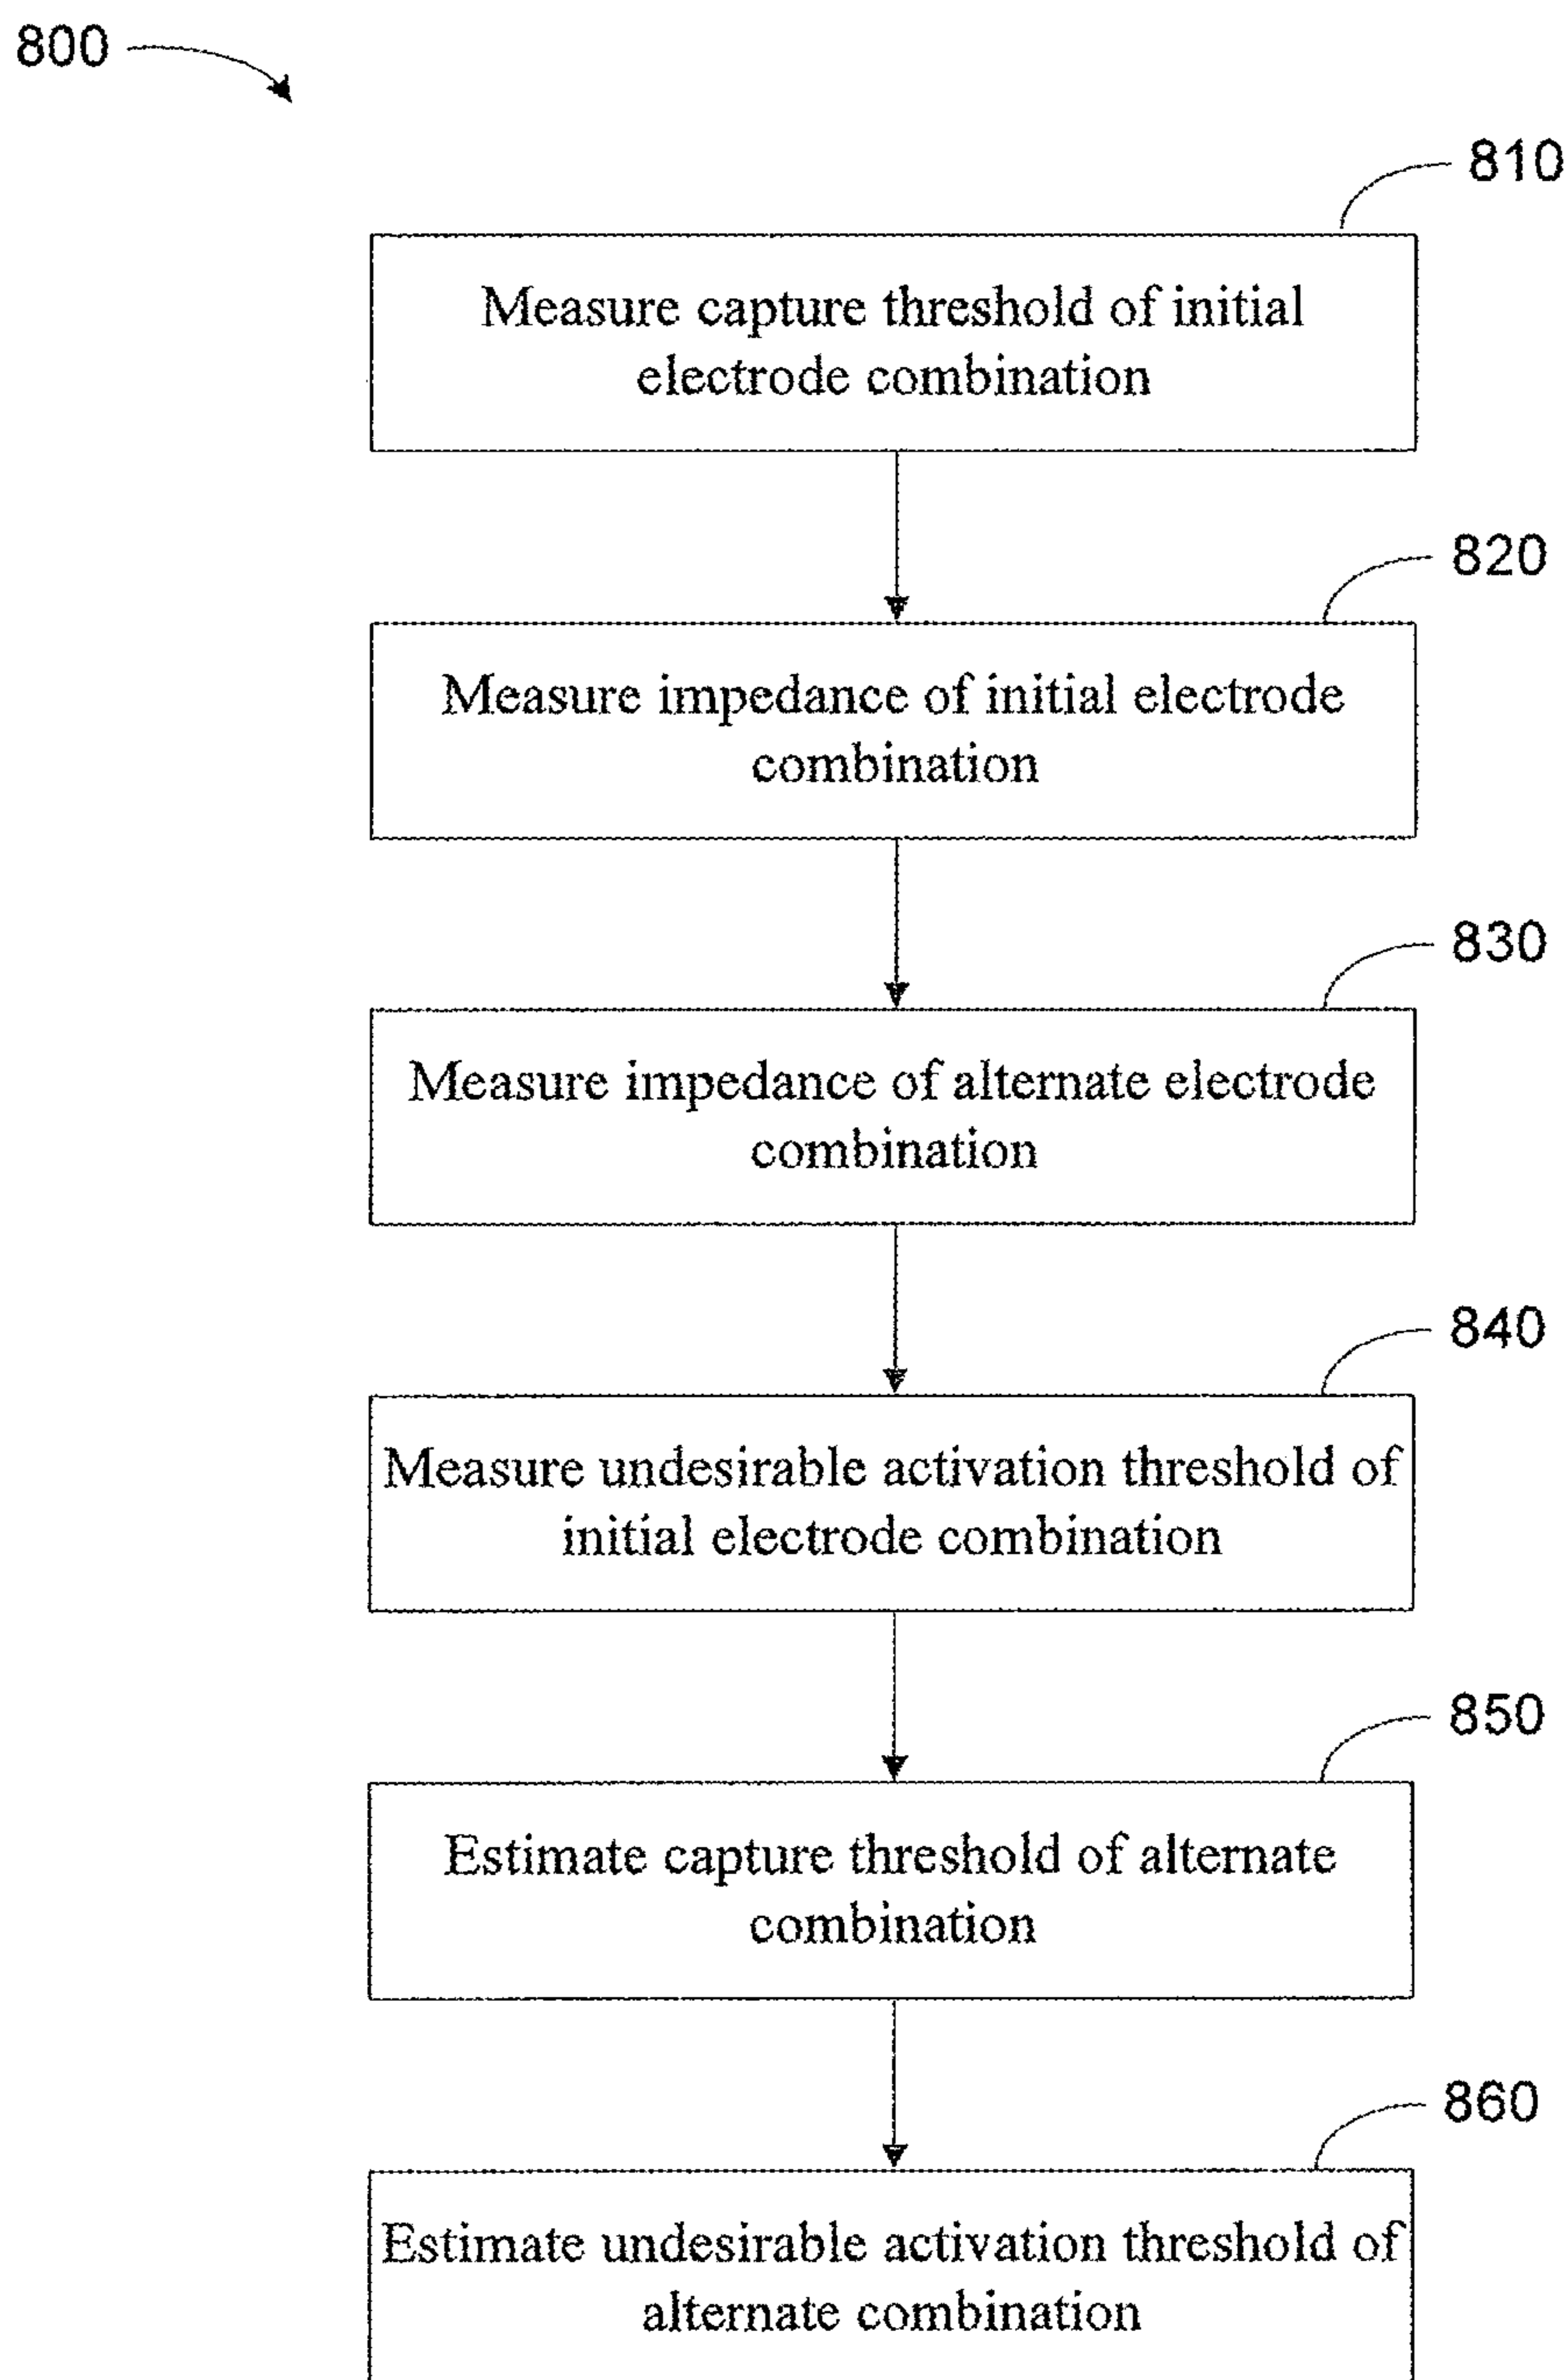 800
810
Measure capture threshold of initial
electrode combination
820
Measure impedance of initial electrode
combination
830
Measure impedance of alternate electrode
combination
840
Measure undesirable activation threshold of
initial electrode combination
850
Estimate capture threshold of alternate
combination
860
Estimate undesirable activation threshold of
alternate combination